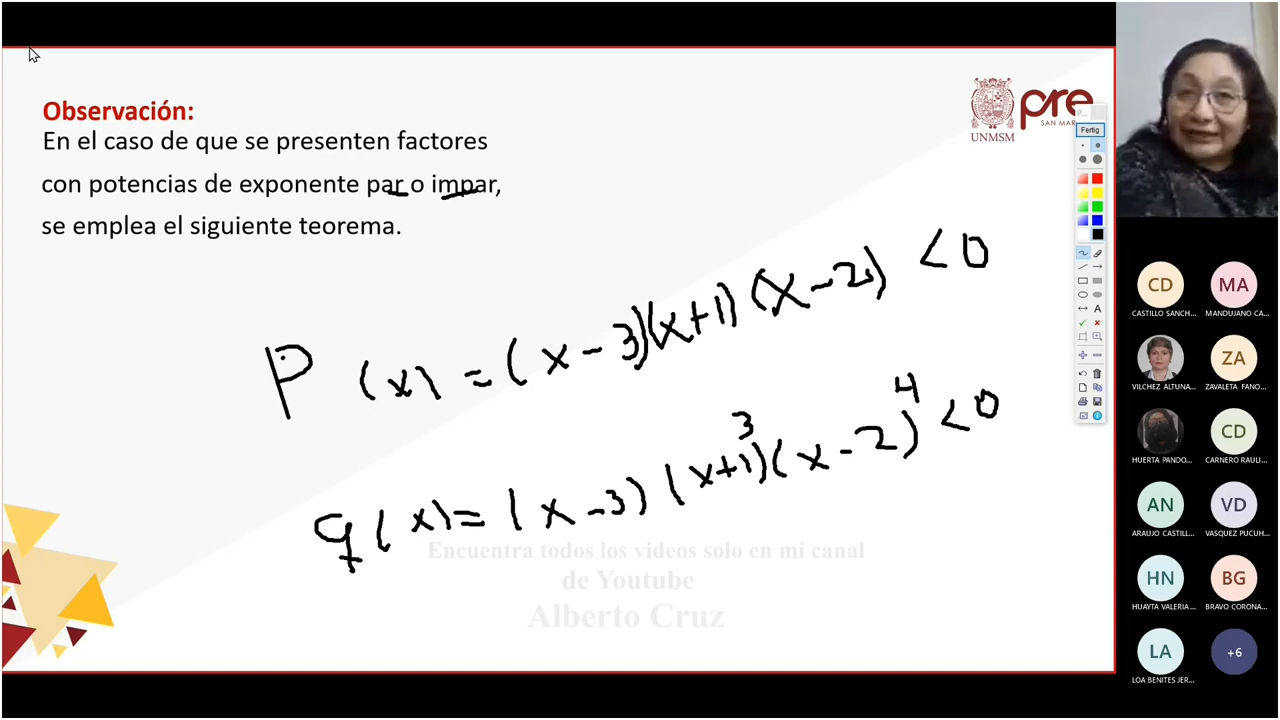 Observación:
En el caso de que se presenten factores
con potencias de exponente par o impar,
se emplea el siguiente teorema.
UNMSM
pre
SAN MAR
P...
Fertig
A
P(x) = (x-3)(x+1)(x-2) < 0
q(x) = (x-3)(x+1)³(x-2)⁴ < 0
Encuentra todos los videos solo en mi canal
de Youtube
Alberto Cruz
CD
CASTILLO SANCH...
MA
MANDUJANO CA...
VILCHEZ ALTUNA...
ZA
ZAVALETA FANO...
HUERTA PANDO...
CD
CARNERO RAULI...
AN
ARAUJO CASTILL...
VD
VASQUEZ PUCUH...
HN
HUAYTA VALERIA...
BG
BRAVO CORONA...
LA
LOA BENITES JER...
+6